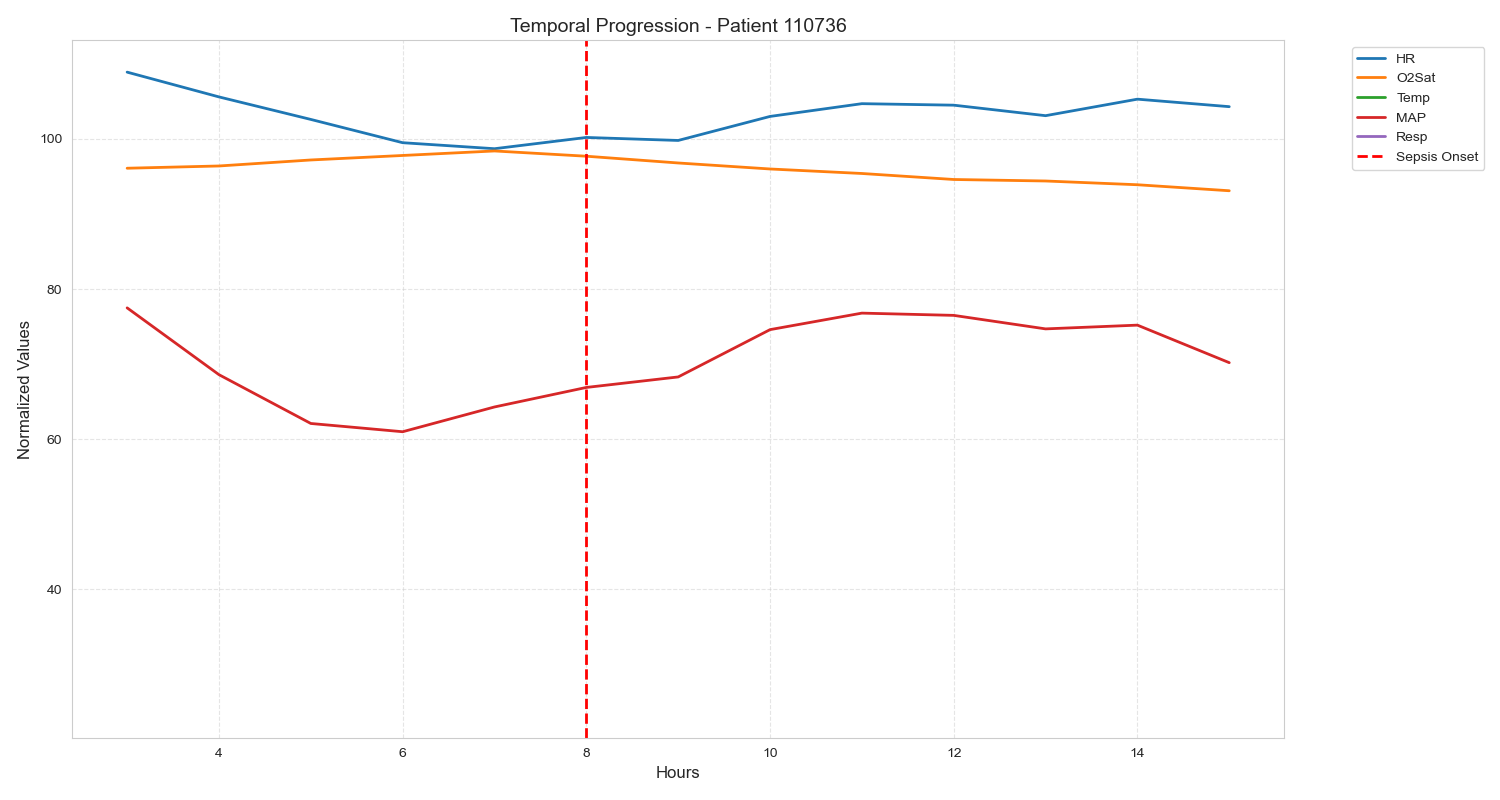 Temporal Progression - Patient 110736
HR
O2Sat
Temp
MAP
Resp
Sepsis Onset
Normalized Values
100
80
60
40
4 6 8 10 12 14
Hours